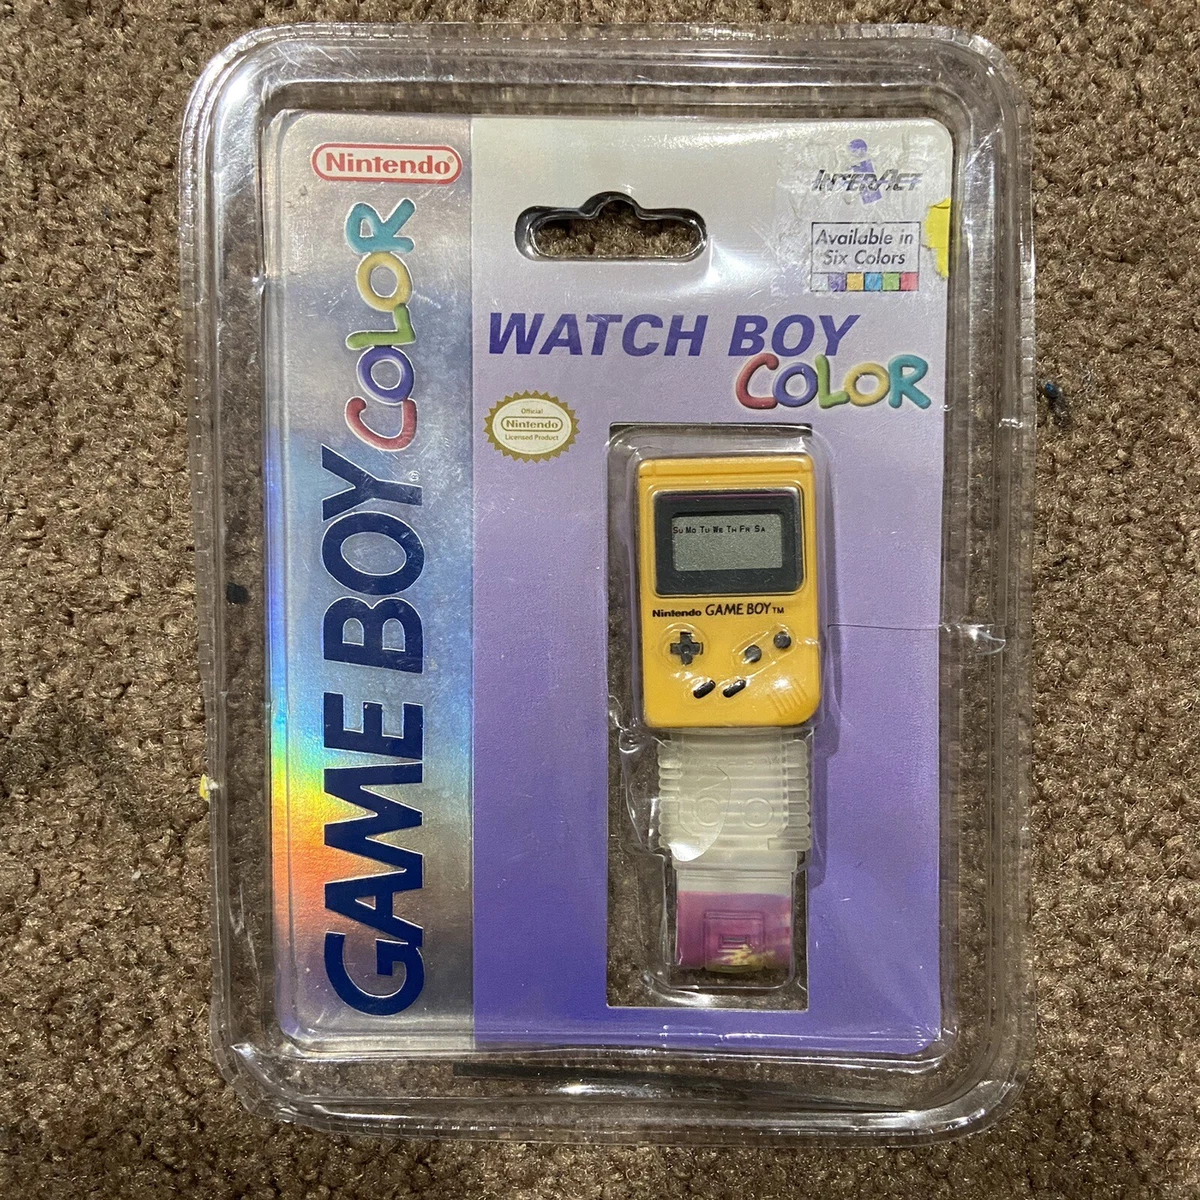 Nintendo®
GAME BOY
COLOR
INTERACT
Available in
Six Colors
WATCH BOY
COLOR
Official
Nintendo
Licensed Product
SU MO TU WE TH FR SA
Nintendo GAME BOY TM